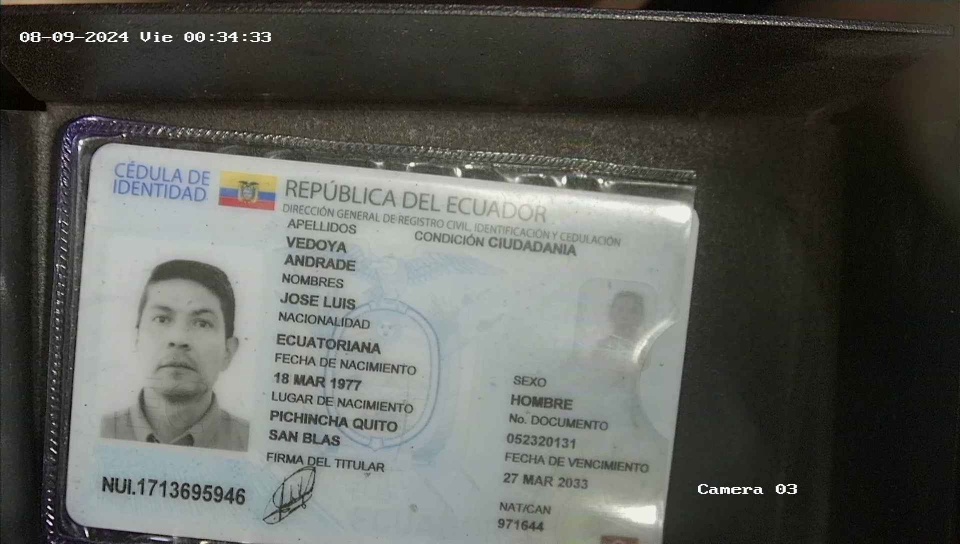 08-09-2024 Vie 00:34:33
CÉDULA DE
IDENTIDAD
REPÚBLICA DEL ECUADOR
DIRECCIÓN GENERAL DE REGISTRO CIVIL, IDENTIFICACIÓN Y CEDULACIÓN
APELLIDOS
CONDICIÓN CIUDADANIA
VEDOYA
ANDRADE
NOMBRES
JOSE LUIS
NACIONALIDAD
ECUATORIANA
FECHA DE NACIMIENTO
18 MAR 1977
LUGAR DE NACIMIENTO
PICHINCHA QUITO
SAN BLAS
FIRMA DEL TITULAR
SEXO
HOMBRE
No. DOCUMENTO
052320131
FECHA DE VENCIMIENTO
27 MAR 2033
NAT/CAN
971644
NUI.1713695946
Camera 03